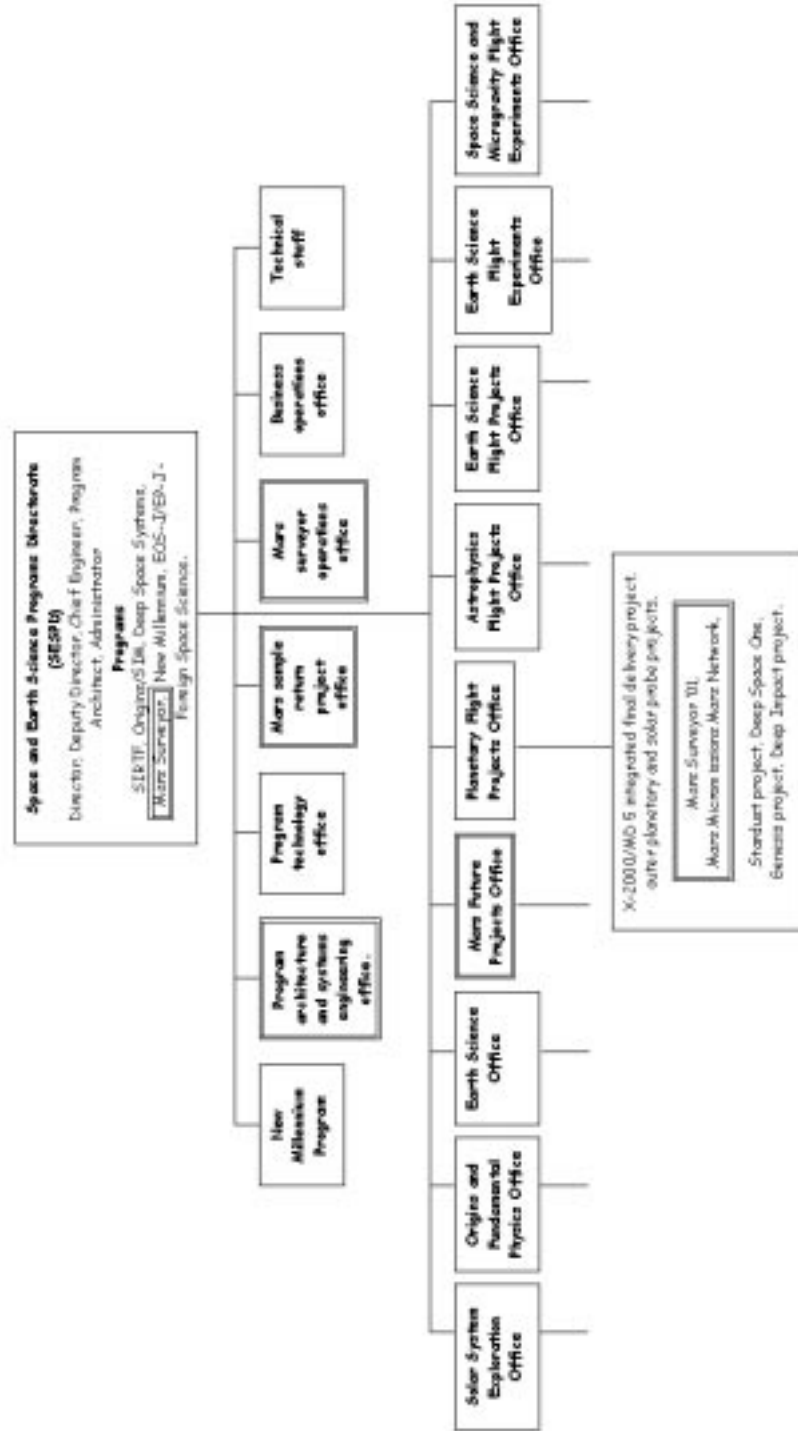 Space and Earth Science Programs Directorate
(SESPD)
Director, Deputy Director, Chief Engineer, Program
Architect, Administrator
Programs
SIRTF, Origins/SIM, Deep Space Systems,
Mars Surveyor, New Millennium,
Foreign Space Science.
New
Millennium
Program
Program
architecture
and systems
engineering
office.
Program
technology
office
Mars sample
return
project
office
Mars
surveyor
operations
office
Business
operations
office
Technical
staff
Solar System
Exploration
Office
Origins and
Fundamental
Physics Office
Earth Science
Office
Mars Future
Projects Office
Planetary Flight
Projects Office
Astrophysics
Flight Projects
Office
Earth Science
Flight Projects
Office
Earth Science
Flight
Experiments
Office
Space Science and
Microgravity Flight
Experiments Office
X-2000/MD 5 integrated final delivery project.
outer planetary and solar probe projects.
Mars Surveyor '01,
Mars Micromissions Mars Network,
Stardust project, Deep Space One,
Genesis project, Deep Impact project.